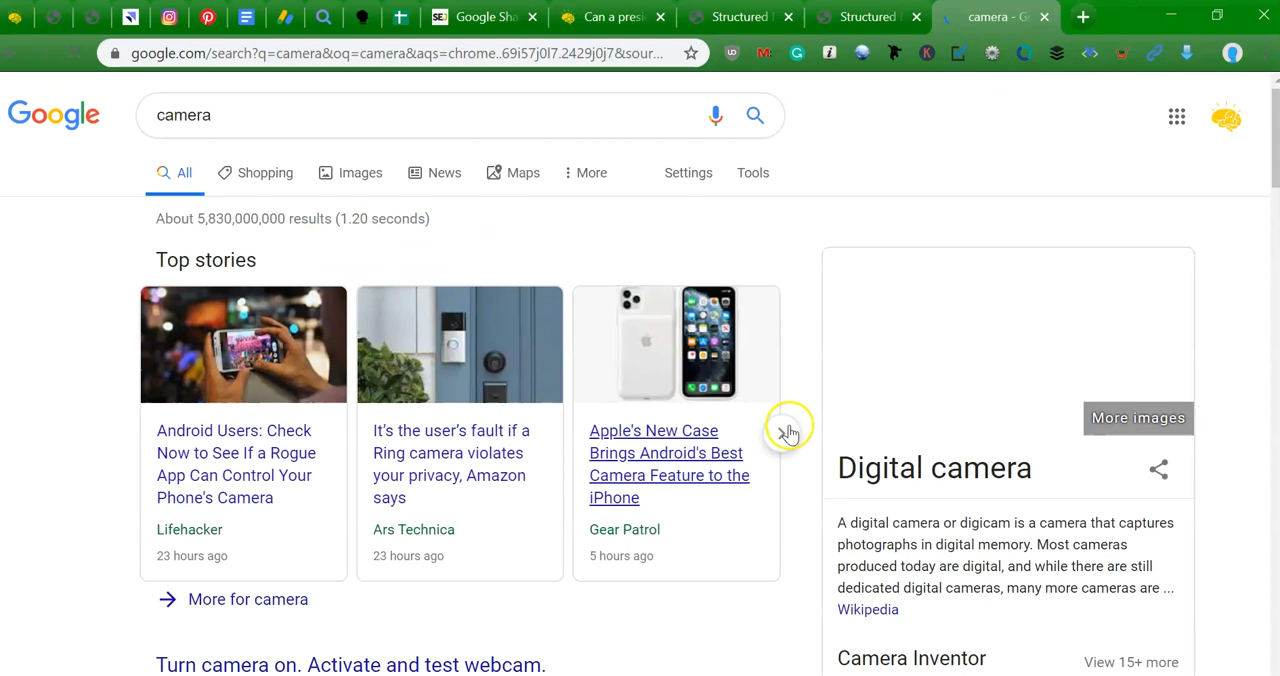 Google Sha
Can a presi
Structured
Structured
camera - G
google.com/search?q=camera&oq=camera&aqs=chrome..69i57j0l7.2429j0j7&sour...
Google
camera
All
Shopping
Images
News
Maps
More
Settings
Tools
About 5,830,000,000 results (1.20 seconds)
Top stories
Android Users: Check
Now to See If a Rogue
App Can Control Your
Phone's Camera
Lifehacker
23 hours ago
It's the user's fault if a
Ring camera violates
your privacy, Amazon
says
Ars Technica
23 hours ago
Apple's New Case
Brings Android's Best
Camera Feature to the
iPhone
Gear Patrol
5 hours ago
More for camera
Turn camera on. Activate and test webcam.
More images
Digital camera
A digital camera or digicam is a camera that captures
photographs in digital memory. Most cameras
produced today are digital, and while there are still
dedicated digital cameras, many more cameras are ...
Wikipedia
Camera Inventor
View 15+ more